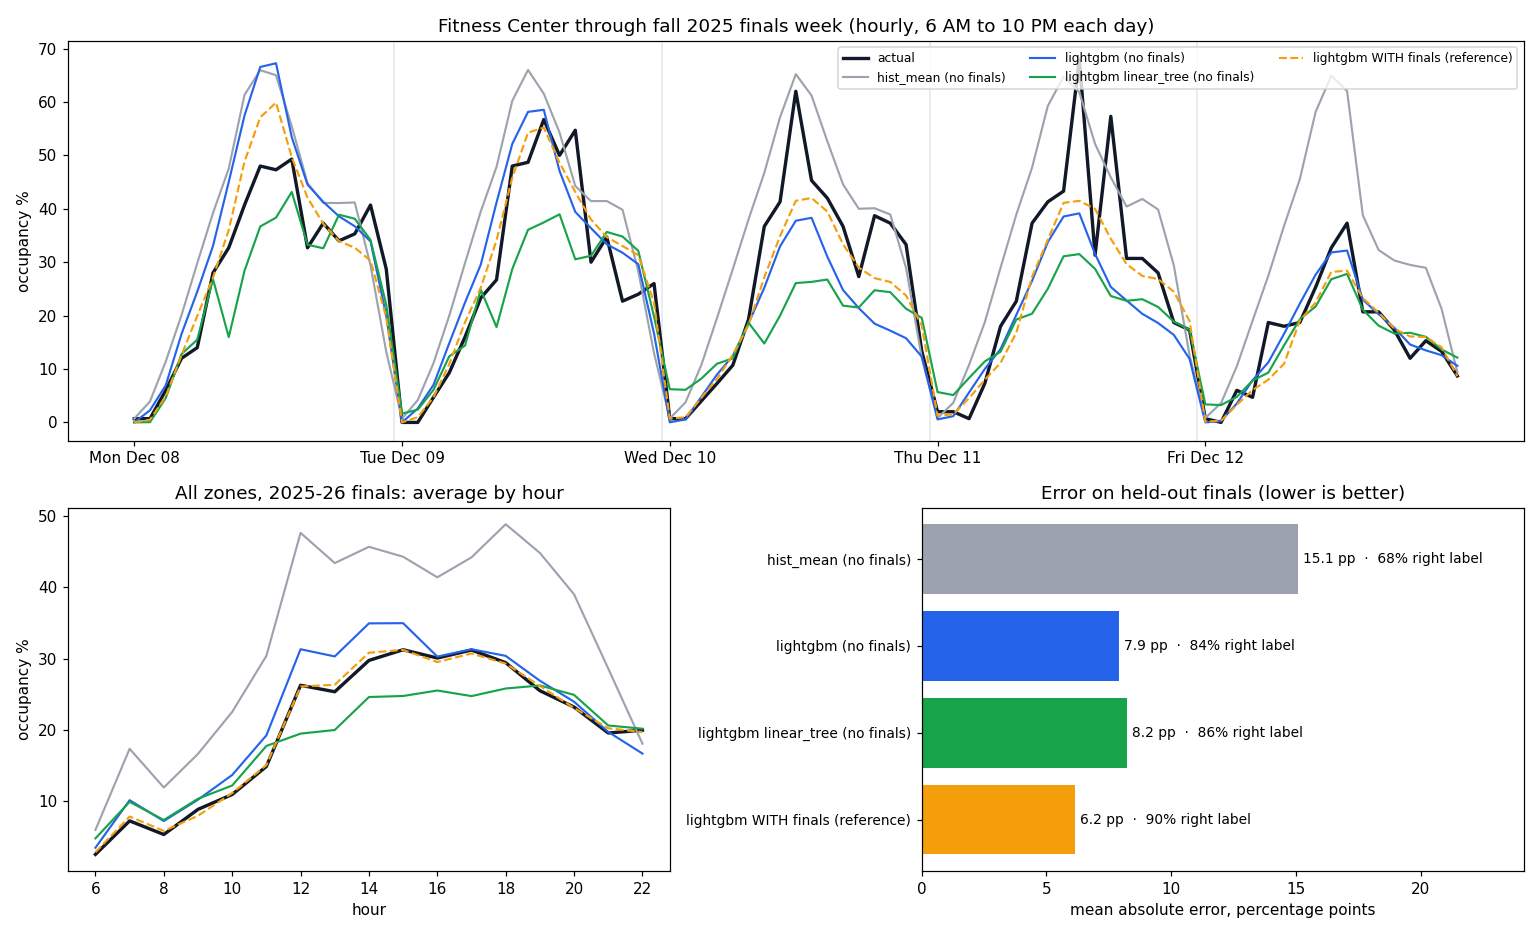 Fitness Center through fall 2025 finals week (hourly, 6 AM to 10 PM each day)
actual
hist_mean (no finals)
lightgbm (no finals)
lightgbm linear_tree (no finals)
lightgbm WITH finals (reference)
occupancy %
70
60
50
40
30
20
10
0
Mon Dec 08
Tue Dec 09
Wed Dec 10
Thu Dec 11
Fri Dec 12
All zones, 2025-26 finals: average by hour
occupancy %
50
40
30
20
10
6
8
10
12
14
16
18
20
22
hour
Error on held-out finals (lower is better)
hist_mean (no finals)
15.1 pp · 68% right label
lightgbm (no finals)
7.9 pp · 84% right label
lightgbm linear_tree (no finals)
8.2 pp · 86% right label
lightgbm WITH finals (reference)
6.2 pp · 90% right label
0
5
10
15
20
mean absolute error, percentage points